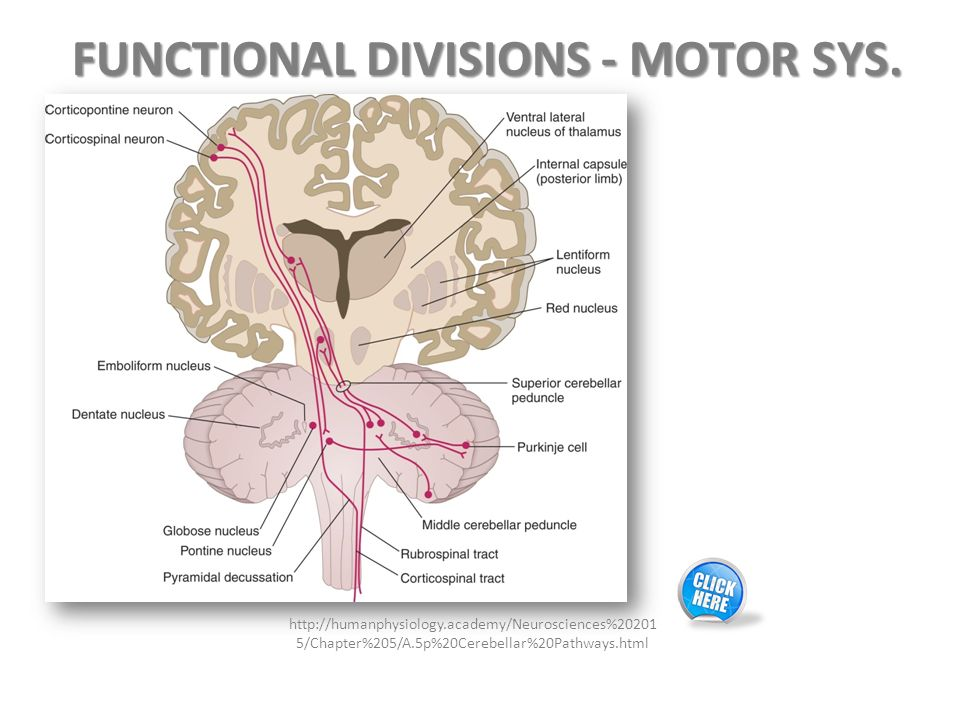 FUNCTIONAL DIVISIONS - MOTOR SYS.
Corticopontine neuron
Corticospinal neuron
Ventral lateral
nucleus of thalamus
Internal capsule
(posterior limb)
Lentiform
nucleus
Red nucleus
Emboliform nucleus
Superior cerebellar
peduncle
Dentate nucleus
Purkinje cell
Middle cerebellar peduncle
Globose nucleus
Pontine nucleus
Rubrospinal tract
Pyramidal decussation
Corticospinal tract
CLICK
HERE
http://humanphysiology.academy/Neurosciences%20201
5/Chapter%205/A.5p%20Cerebellar%20Pathways.html